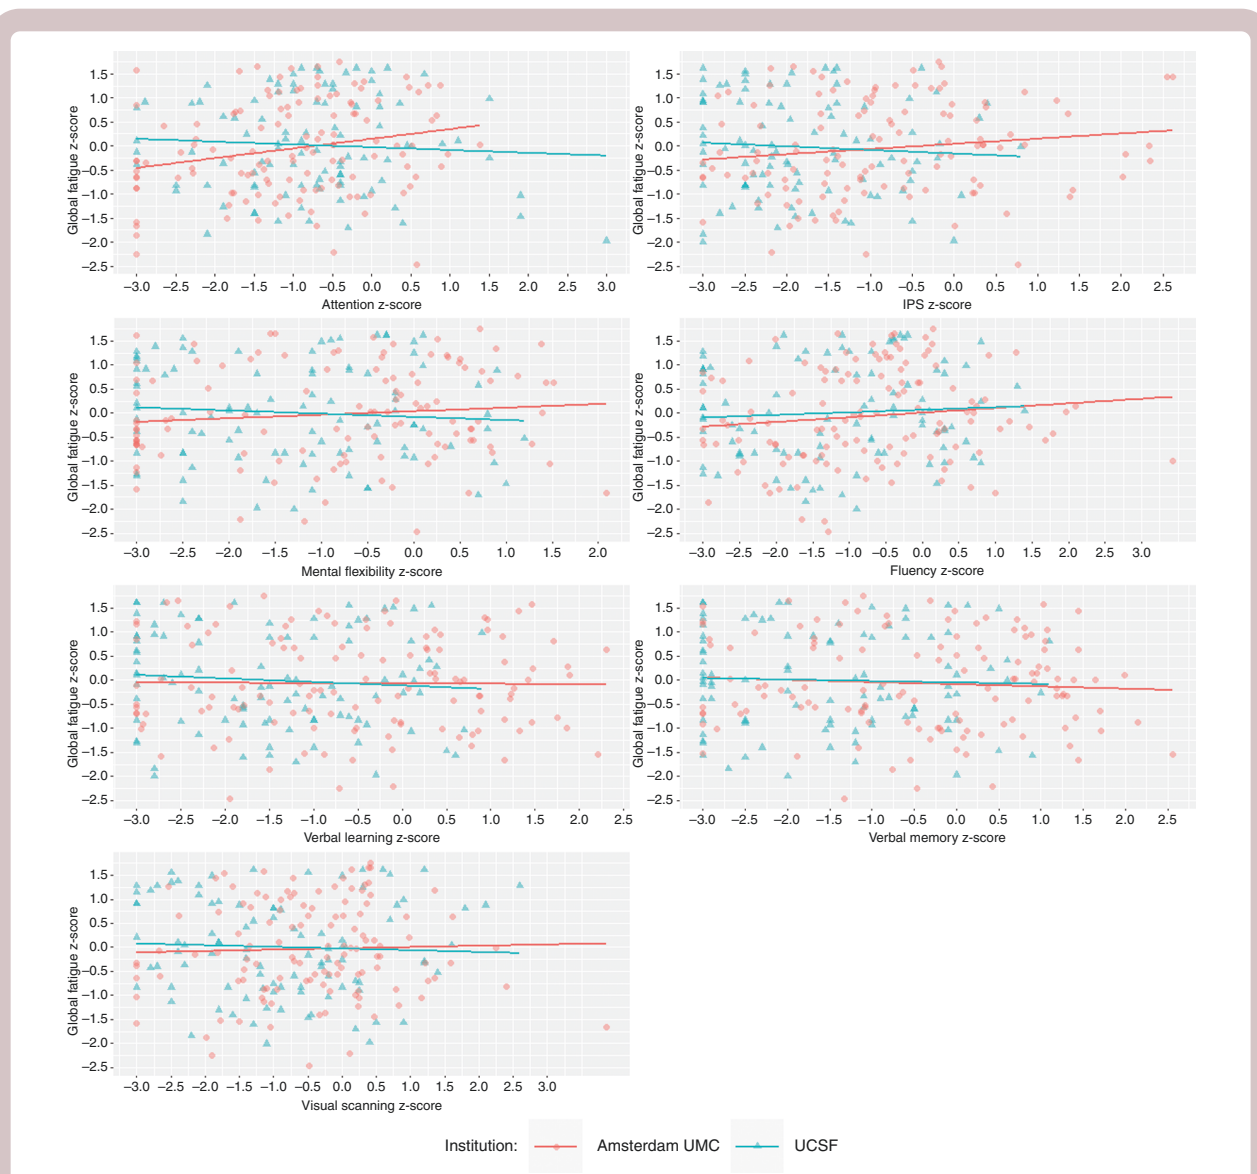 Global fatigue z-score
1.5
1.0
0.5
0.0
−0.5
−1.0
−1.5
−2.0
−2.5
−3.0 −2.5 −2.0 −1.5 −1.0 −0.5 0.0 0.5 1.0 1.5 2.0 2.5 3.0
Attention z-score
Global fatigue z-score
1.5
1.0
0.5
0.0
−0.5
−1.0
−1.5
−2.0
−2.5
−3.0 −2.5 −2.0 −1.5 −1.0 −0.5 0.0 0.5 1.0 1.5 2.0 2.5
IPS z-score
Global fatigue z-score
1.5
1.0
0.5
0.0
−0.5
−1.0
−1.5
−2.0
−2.5
−3.0 −2.5 −2.0 −1.5 −1.0 −0.5 0.0 0.5 1.0 1.5 2.0
Mental flexibility z-score
Global fatigue z-score
1.5
1.0
0.5
0.0
−0.5
−1.0
−1.5
−2.0
−2.5
−3.0 −2.5 −2.0 −1.5 −1.0 −0.5 0.0 0.5 1.0 1.5 2.0 2.5 3.0
Fluency z-score
Global fatigue z-score
1.5
1.0
0.5
0.0
−0.5
−1.0
−1.5
−2.0
−2.5
−3.0 −2.5 −2.0 −1.5 −1.0 −0.5 0.0 0.5 1.0 1.5 2.0 2.5
Verbal learning z-score
Global fatigue z-score
1.5
1.0
0.5
0.0
−0.5
−1.0
−1.5
−2.0
−2.5
−3.0 −2.5 −2.0 −1.5 −1.0 −0.5 0.0 0.5 1.0 1.5 2.0 2.5
Verbal memory z-score
Global fatigue z-score
1.5
1.0
0.5
0.0
−0.5
−1.0
−1.5
−2.0
−2.5
−3.0 −2.5 −2.0 −1.5 −1.0 −0.5 0.0 0.5 1.0 1.5 2.0 2.5 3.0
Visual scanning z-score
Institution: Amsterdam UMC UCSF